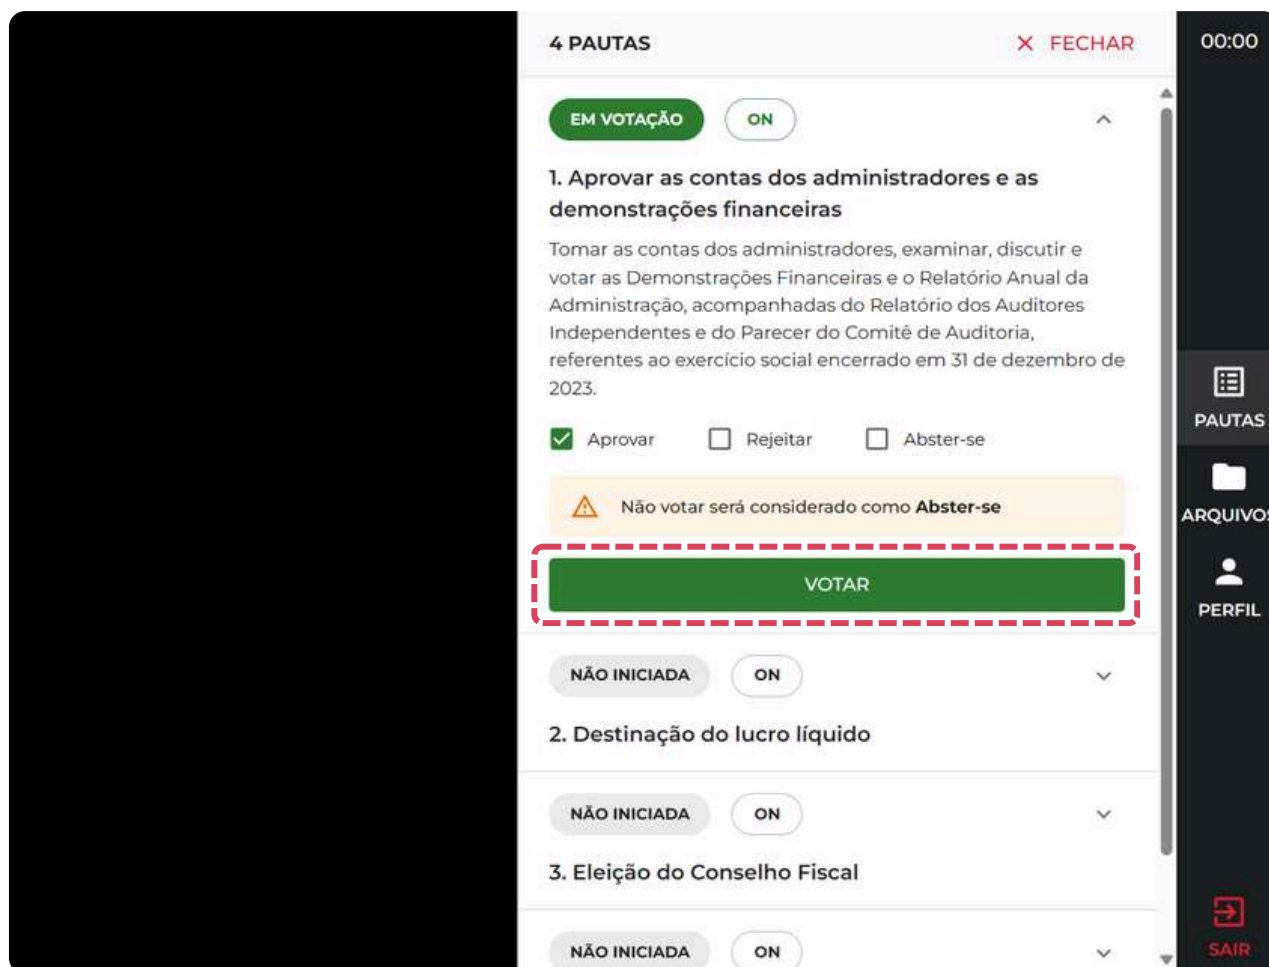 4 PAUTAS
FECHAR
00:00
EM VOTAÇÃO
ON
1. Aprovar as contas dos administradores e as
demonstrações financeiras
Tomar as contas dos administradores, examinar, discutir e
votar as Demonstrações Financeiras e o Relatório Anual da
Administração, acompanhadas do Relatório dos Auditores
Independentes e do Parecer do Comitê de Auditoria,
referentes ao exercício social encerrado em 31 de dezembro de
2023.
Aprovar
Rejeitar
Abster-se
Não votar será considerado como Abster-se
VOTAR
NÃO INICIADA
ON
2. Destinação do lucro líquido
NÃO INICIADA
ON
3. Eleição do Conselho Fiscal
NÃO INICIADA
ON
PAUTAS
ARQUIVOS
PERFIL
SAIR